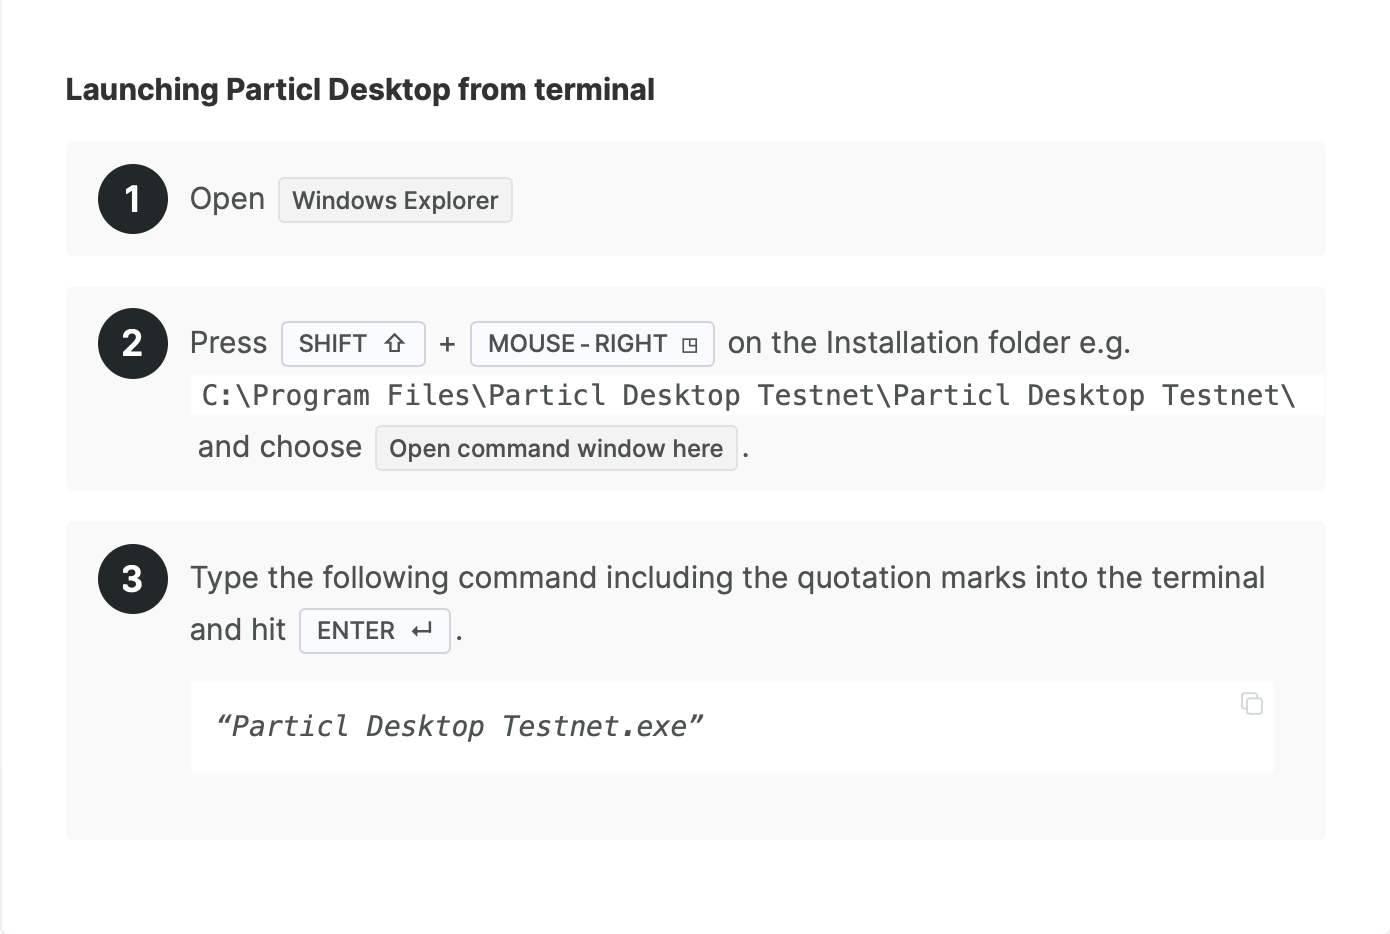 Launching Particl Desktop from terminal
1 Open Windows Explorer
2 Press SHIFT ⇧ + MOUSE-RIGHT ◳ on the Installation folder e.g.
C:\Program Files\Particl Desktop Testnet\Particl Desktop Testnet\
and choose Open command window here .
3 Type the following command including the quotation marks into the terminal
and hit ENTER ↵ .
“Particl Desktop Testnet.exe”